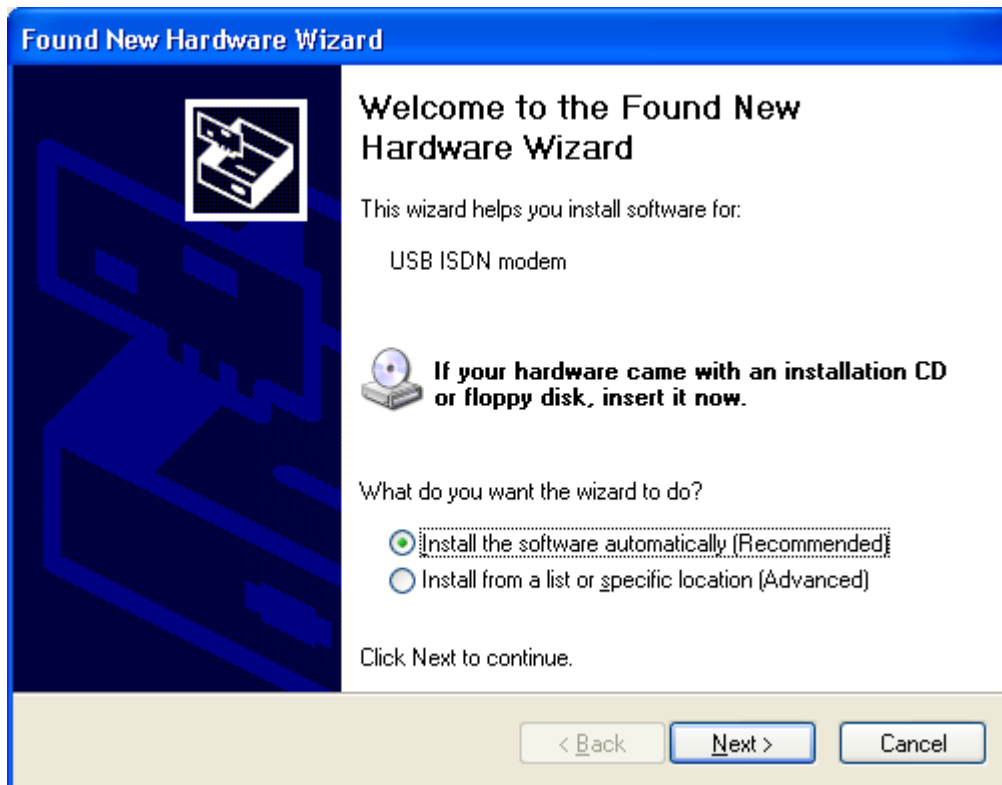 Found New Hardware Wizard
Welcome to the Found New
Hardware Wizard
This wizard helps you install software for:
USB ISDN modem
If your hardware came with an installation CD
or floppy disk, insert it now.
What do you want the wizard to do?
Install the software automatically (Recommended)
Install from a list or specific location (Advanced)
Click Next to continue.
< Back Next > Cancel